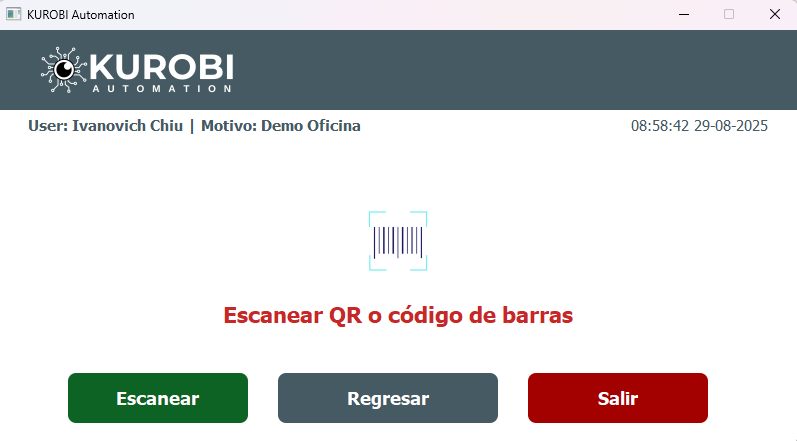 KUROBI Automation
KUROBI
AUTOMATION
User: Ivanovich Chiu | Motivo: Demo Oficina
08:58:42 29-08-2025
Escanear QR o código de barras
Escanear
Regresar
Salir